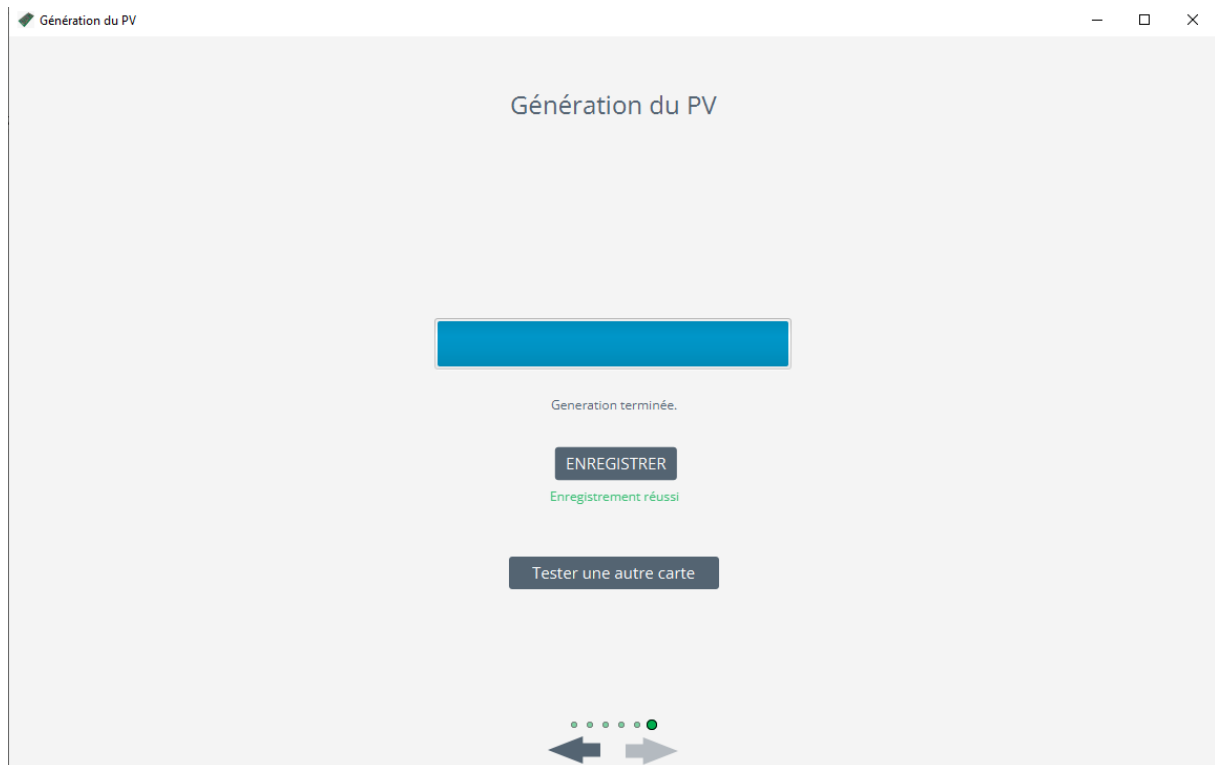 Génération du PV
Génération du PV
Generation terminée.
ENREGISTRER
Enregistrement réussi
Tester une autre carte